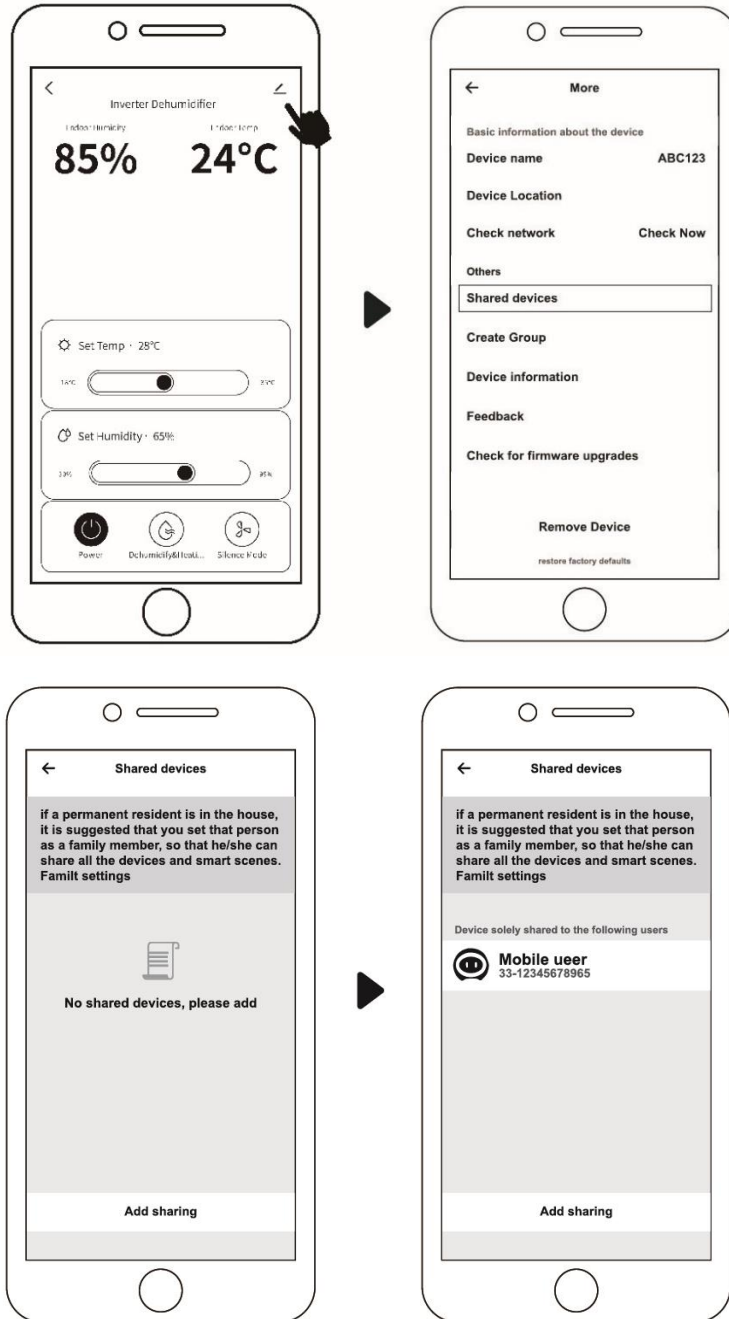 Inverter Dehumidifier
Indoor Humidity Indoor Temp
85% 24°C
Set Temp · 28°C
Set Humidity · 65%
Power Dehumidify&Heati... Silence Mode
More
Basic information about the device
Device name ABC123
Device Location
Check network Check Now
Others
Shared devices
Create Group
Device information
Feedback
Check for firmware upgrades
Remove Device
restore factory defaults
Shared devices
if a permanent resident is in the house,
it is suggested that you set that person
as a family member, so that he/she can
share all the devices and smart scenes.
Familt settings
No shared devices, please add
Add sharing
Shared devices
if a permanent resident is in the house,
it is suggested that you set that person
as a family member, so that he/she can
share all the devices and smart scenes.
Familt settings
Device solely shared to the following users
Mobile ueer
33-12345678965
Add sharing